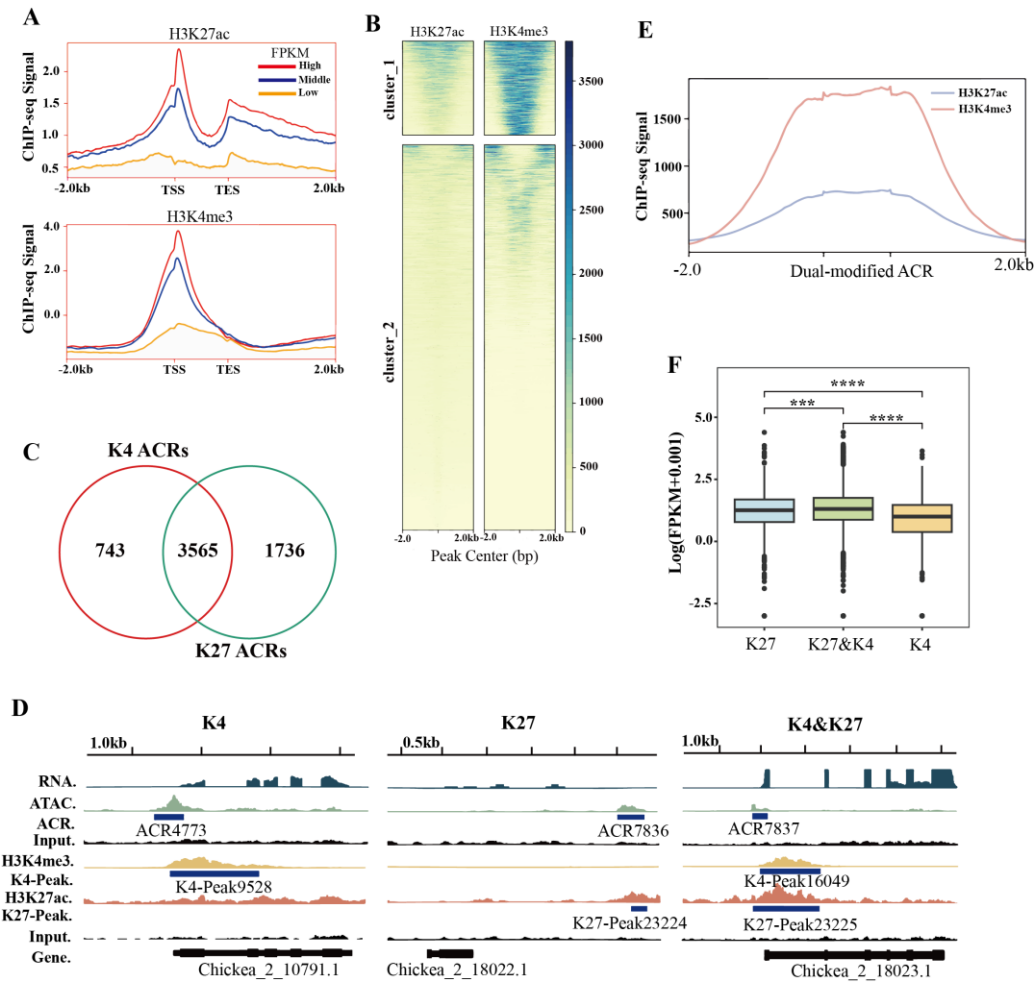 A
H3K27ac
ChIP-seq Signal
2.0
1.5
1.0
0.5
FPKM
High
Middle
Low
-2.0kb
TSS
TES
2.0kb
H3K4me3
ChIP-seq Signal
4.0
2.0
0.0
-2.0kb
TSS
TES
2.0kb
B
H3K27ac
H3K4me3
cluster_1
cluster_2
3500
3000
2500
2000
1500
1000
500
0
-2.0
2.0kb
-2.0
2.0kb
Peak Center (bp)
E
ChIP-seq Signal
1500
1000
500
H3K27ac
H3K4me3
-2.0
Dual-modified ACR
2.0kb
C
K4 ACRs
743
3565
1736
K27 ACRs
F
Log(FPKM+0.001)
5.0
2.5
0.0
-2.5
****
***
****
K27
K27&K4
K4
D
K4
K27
K4&K27
1.0kb
0.5kb
1.0kb
RNA.
ATAC.
ACR.
ACR4773
ACR7836
ACR7837
Input.
H3K4me3.
K4-Peak.
K4-Peak9528
K4-Peak16049
H3K27ac.
K27-Peak.
K27-Peak23224
K27-Peak23225
Input.
Gene.
Chickea_2_10791.1
Chickea_2_18022.1
Chickea_2_18023.1